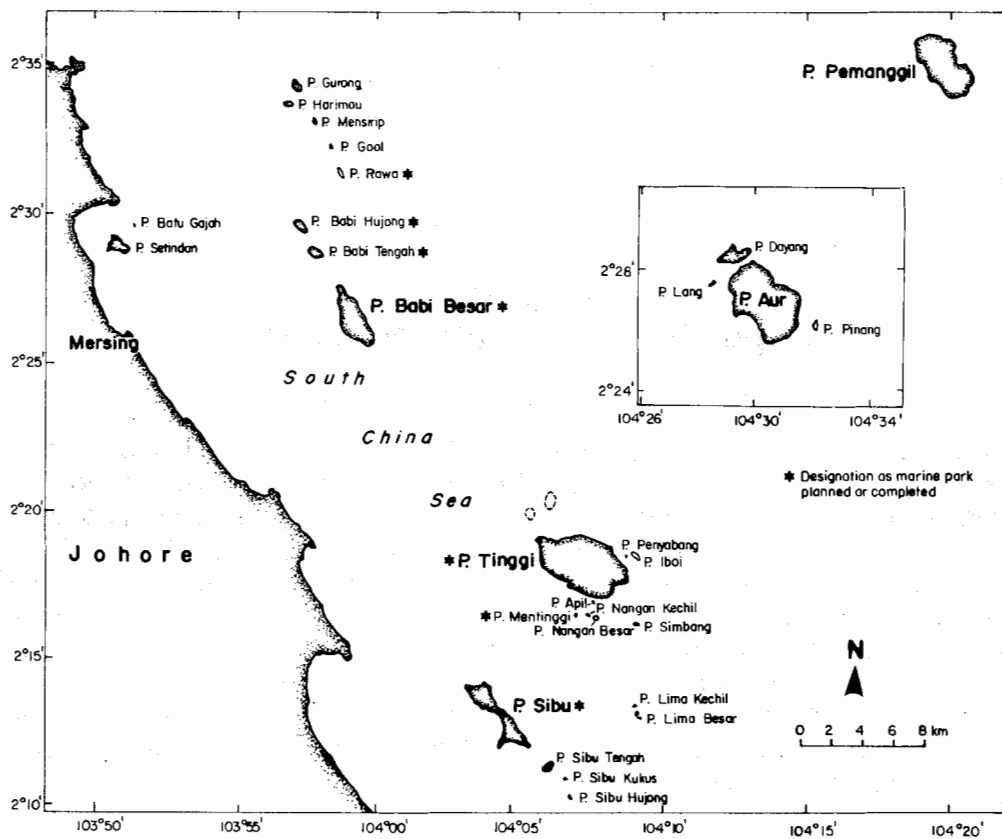 2°35'
2°30'
2°25'
2°20'
2°15'
2°10'
P. Gurong
P. Harimau
P. Mensirip
P. Goal
P. Rawa *
P. Batu Gajah
P. Setindan
P. Babi Hujong *
P. Babi Tengah *
P. Babi Besar *
P. Pemanggil
P. Dayang
P. Lang
P. Aur
P. Pinang
2°26'
2°24'
104°26'
104°30'
104°34'
Mersing
South
China
Sea
Johore
* Designation as marine park
planned or completed
* P. Tinggi
P. Penyabang
P. Iboi
P. Apil
P. Nangan Kechil
* P. Mentinggi
P. Nangan Besar
P. Simbang
P. Sibu *
P. Lima Kechil
P. Lima Besar
P. Sibu Tengah
P. Sibu Kukus
P. Sibu Hujong
N
0 2 4 6 8 km
103°50'
103°55'
104°00'
104°05'
104°10'
104°15'
104°20'